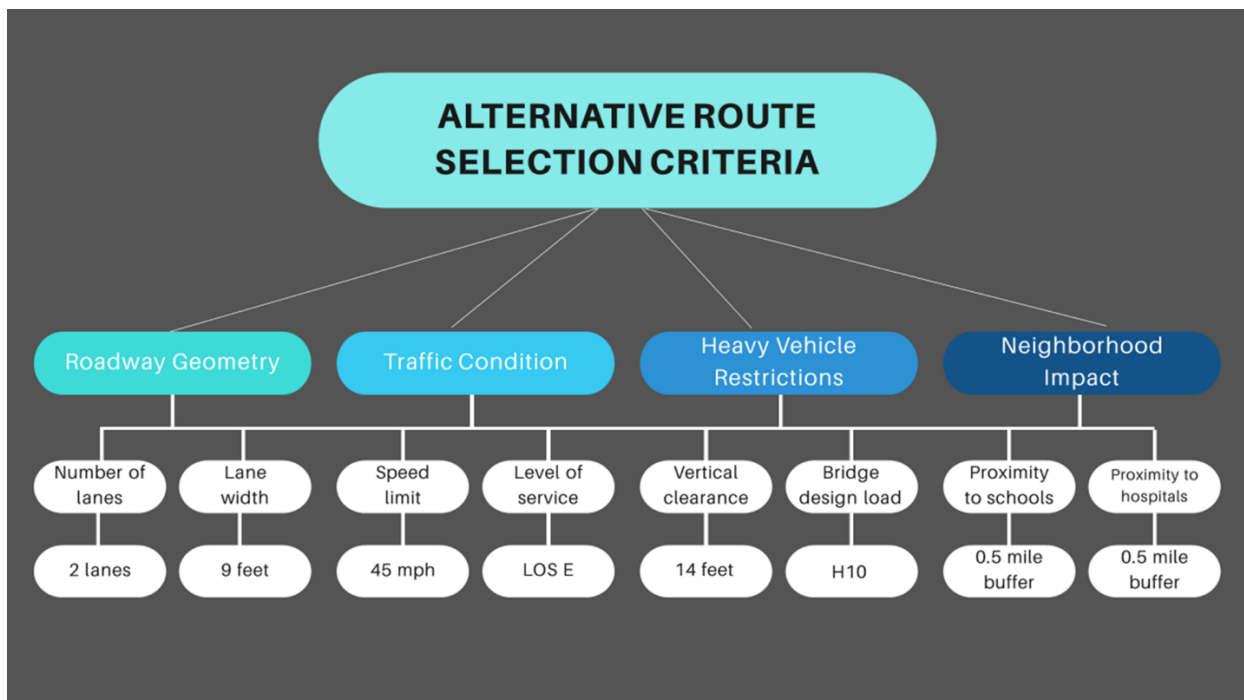 ALTERNATIVE ROUTE
SELECTION CRITERIA
Roadway Geometry
Traffic Condition
Heavy Vehicle
Restrictions
Neighborhood
Impact
Number of
lanes
Lane
width
Speed
limit
Level of
service
Vertical
clearance
Bridge
design load
Proximity
to schools
Proximity to
hospitals
2 lanes
9 feet
45 mph
LOS E
14 feet
H10
0.5 mile
buffer
0.5 mile
buffer